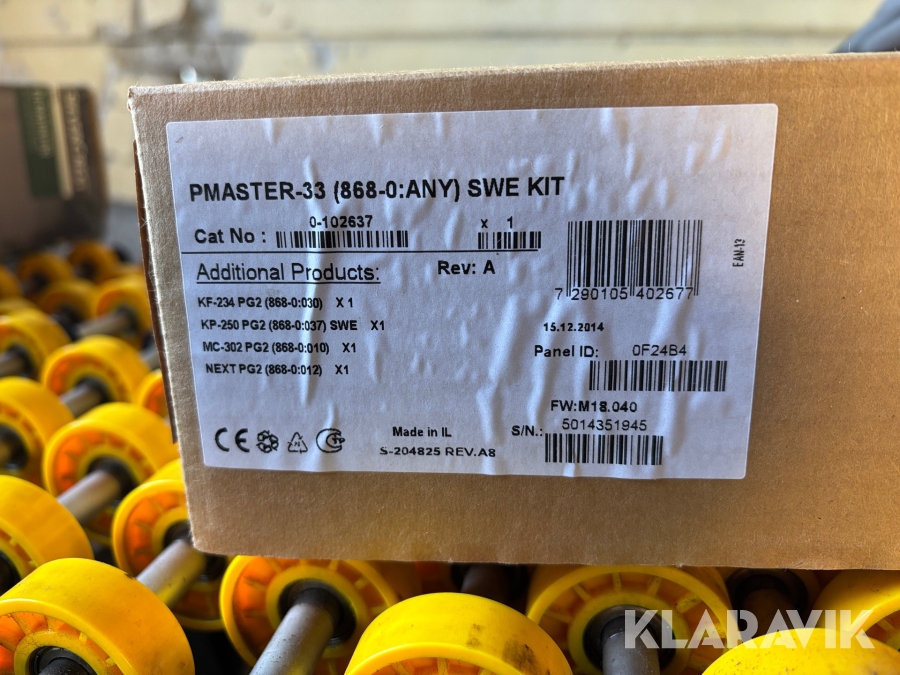 PMASTER-33 (868-0:ANY) SWE KIT
0-102637
Cat No :
x 1
Additional Products:
Rev: A
KF-234 PG2 (868-0:030) X 1
KP-250 PG2 (868-0:037) SWE X1
MC-302 PG2 (868-0:010) X1
NEXT PG2 (868-0:012) X1
7 290105 402677
EAN-13
15.12.2014
Panel ID: 0F24B4
FW:M18.040
S/N.: 5014351945
CE
Made in IL
S-204825 REV.A8
KLARAVIK